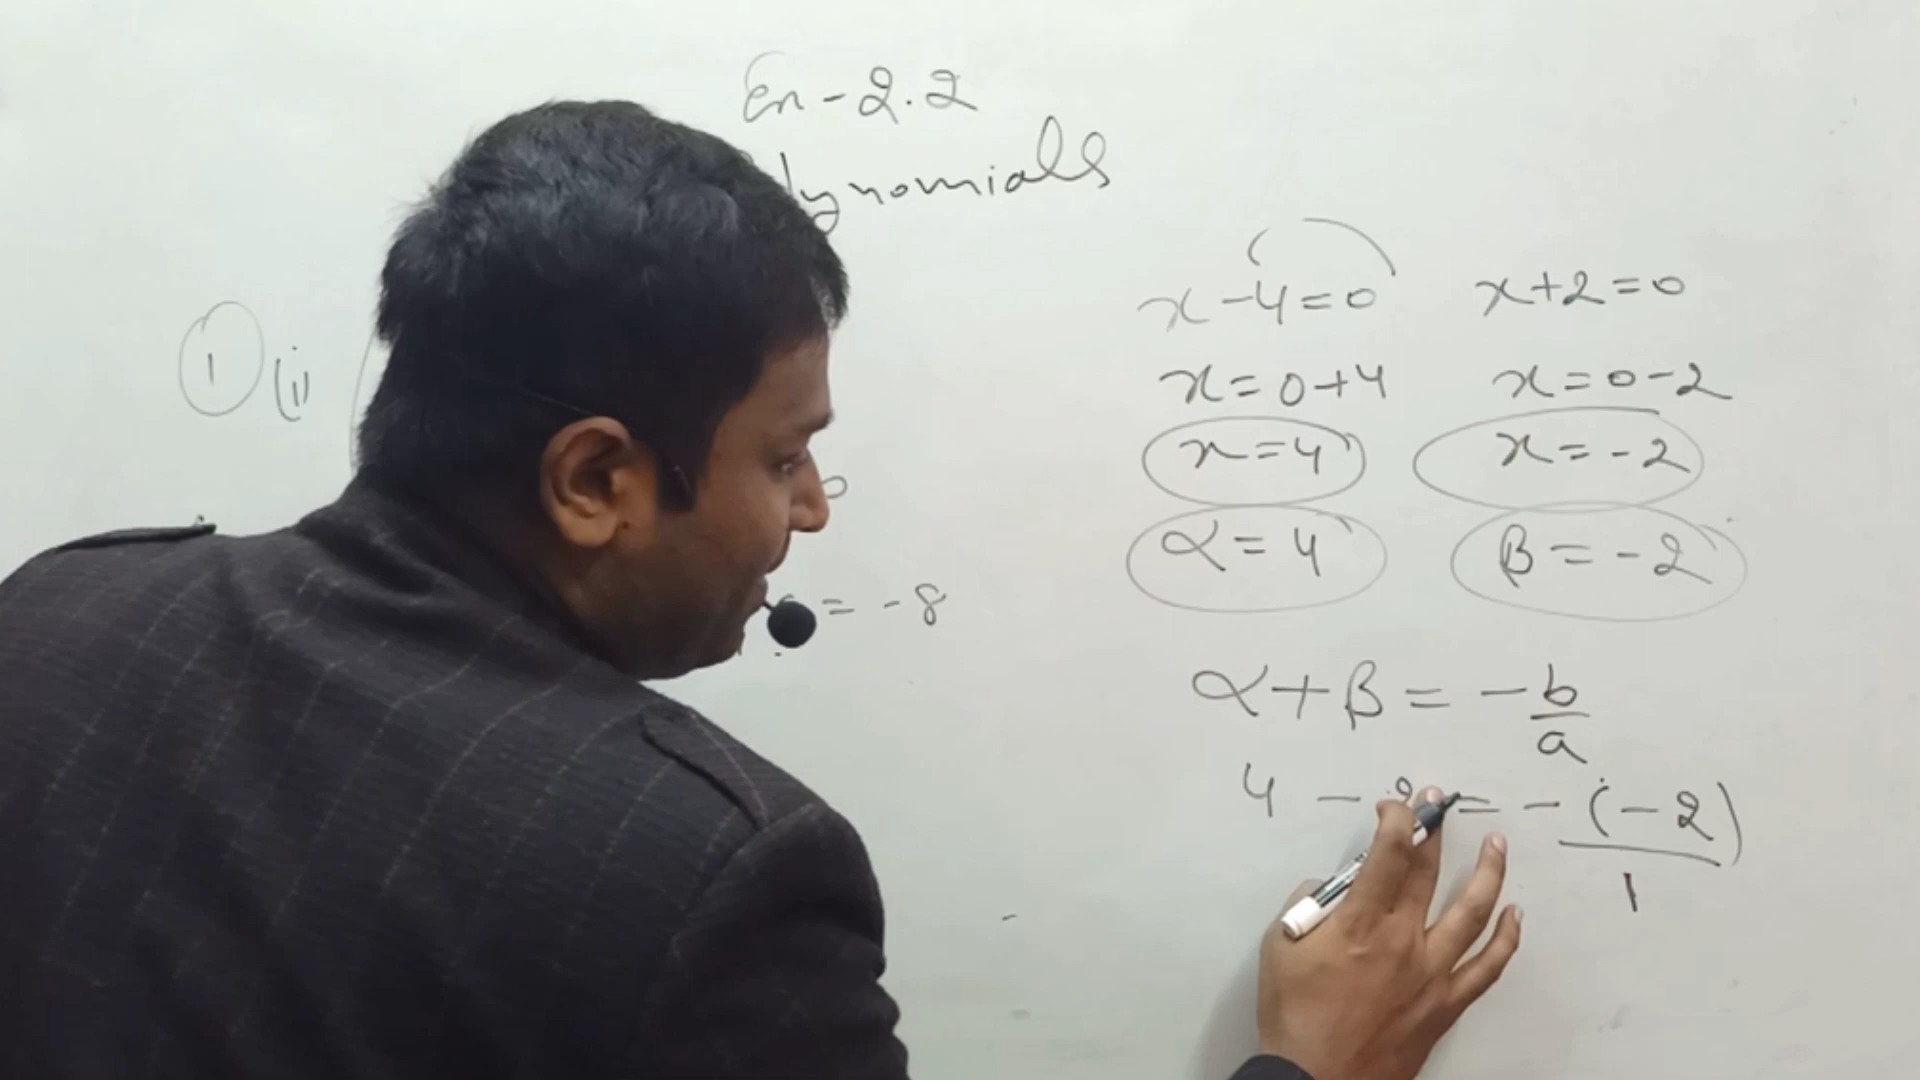 Ex-2.2
lynomials
1 (i)
= -8
x-4=0 x+2=0
x=0+4 x=0-2
x=4 x=-2
α=4 β=-2
α+β=-b/a
4-2=-(-2)/1